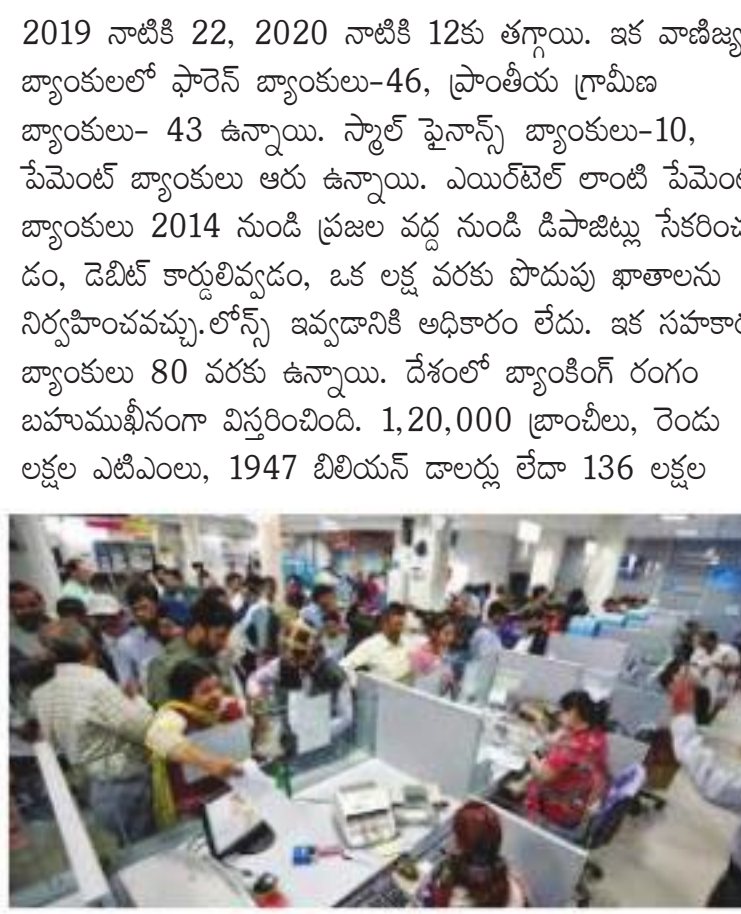 2019 నాటికి 22, 2020 నాటికి 12కు తగ్గాయి. ఇక వాణిజ్య
బ్యాంకులలో ఫారెన్ బ్యాంకులు-46, ప్రాంతీయ గ్రామీణ
బ్యాంకులు- 43 ఉన్నాయి. స్మాల్ ఫైనాన్స్ బ్యాంకులు-10,
పేమెంట్ బ్యాంకులు ఆరు ఉన్నాయి. ఎయిర్‌టెల్ లాంటి పేమెంట్
బ్యాంకులు 2014 నుండి ప్రజల వద్ద నుండి డిపాజిట్లు సేకరించ
డం, డెబిట్ కార్డులివ్వడం, ఒక లక్ష వరకు పొదుపు ఖాతాలను
నిర్వహించవచ్చు.లోన్స్ ఇవ్వడానికి అధికారం లేదు. ఇక సహకార
బ్యాంకులు 80 వరకు ఉన్నాయి. దేశంలో బ్యాంకింగ్ రంగం
బహుముఖీనంగా విస్తరించింది. 1,20,000 బ్రాంచీలు, రెండు
లక్షల ఎటిఎంలు, 1947 బిలియన్ డాలర్లు లేదా 136 లక్షల